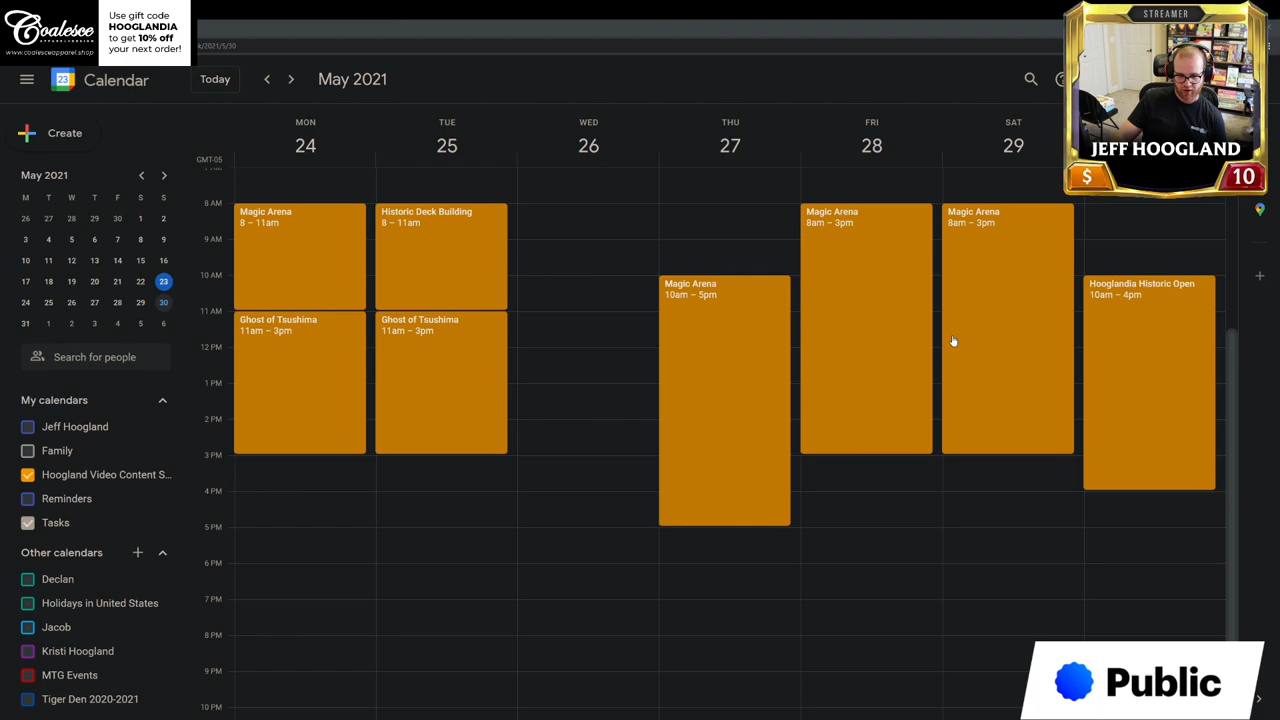 Coalesce
www.coalesceapparel.shop
Use gift code
HOOGLANDIA
to get 10% off
your next order!
k/2021/5/30
STREAMER
JEFF HOOGLAND
$
10
23
Calendar
Today
May 2021
Create
May 2021
M T W T F S S
26 27 28 29 30 1 2
3 4 5 6 7 8 9
10 11 12 13 14 15 16
17 18 19 20 21 22 23
24 25 26 27 28 29 30
31 1 2 3 4 5 6
Search for people
My calendars
Jeff Hoogland
Family
Hoogland Video Content S...
Reminders
Tasks
Other calendars
Declan
Holidays in United States
Jacob
Kristi Hoogland
MTG Events
Tiger Den 2020-2021
GMT-05
MON
24
TUE
25
WED
26
THU
27
FRI
28
SAT
29
8 AM
9 AM
10 AM
11 AM
12 PM
1 PM
2 PM
3 PM
4 PM
5 PM
6 PM
7 PM
8 PM
9 PM
10 PM
Magic Arena
8 – 11am
Ghost of Tsushima
11am – 3pm
Historic Deck Building
8 – 11am
Ghost of Tsushima
11am – 3pm
Magic Arena
10am – 5pm
Magic Arena
8am – 3pm
Magic Arena
8am – 3pm
Hooglandia Historic Open
10am – 4pm
Public